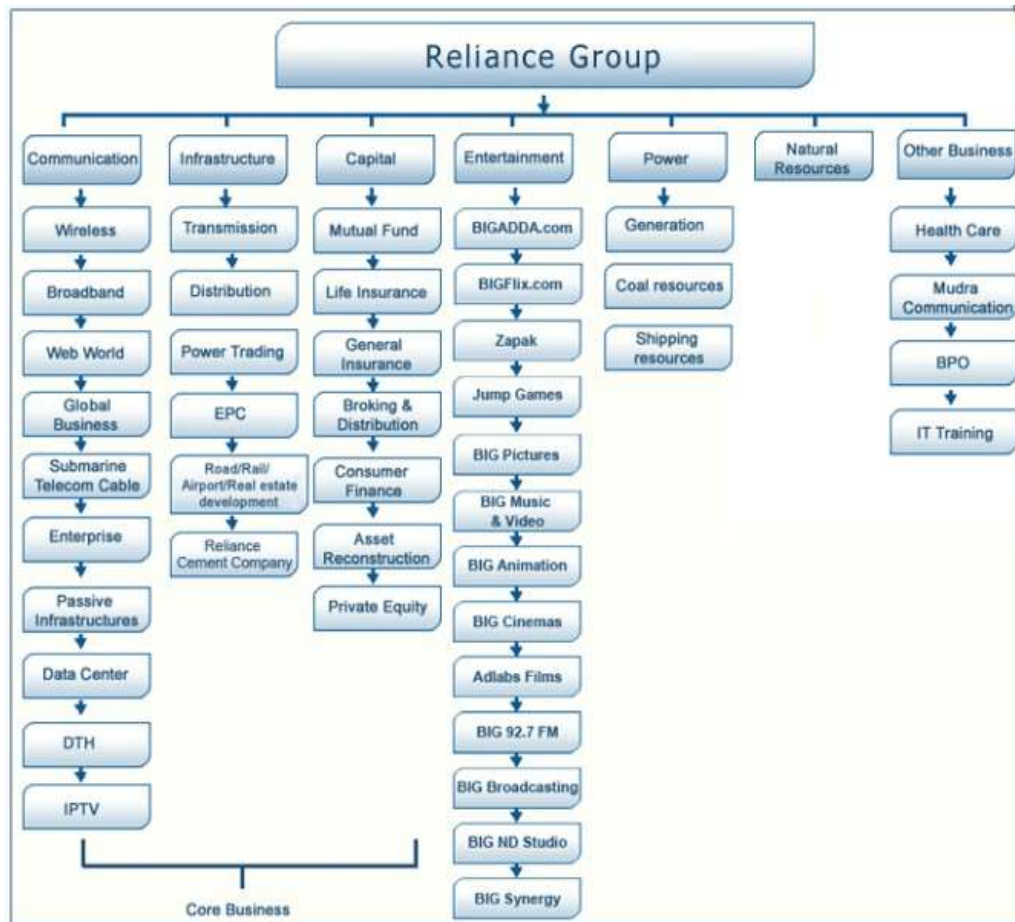 Reliance Group
Communication
Infrastructure
Capital
Entertainment
Power
Natural
Resources
Other Business
Wireless
Broadband
Web World
Global
Business
Submarine
Telecom Cable
Enterprise
Passive
Infrastructures
Data Center
DTH
IPTV
Transmission
Distribution
Power Trading
EPC
Road/Rail/
Airport/Real estate
development
Reliance
Cement Company
Mutual Fund
Life Insurance
General
Insurance
Broking &
Distribution
Consumer
Finance
Asset
Reconstruction
Private Equity
BIGADDA.com
BIGFlix.com
Zapak
Jump Games
BIG Pictures
BIG Music
& Video
BIG Animation
BIG Cinemas
Adlabs Films
BIG 92.7 FM
BIG Broadcasting
BIG ND Studio
BIG Synergy
Generation
Coal resources
Shipping
resources
Health Care
Mudra
Communication
BPO
IT Training
Core Business